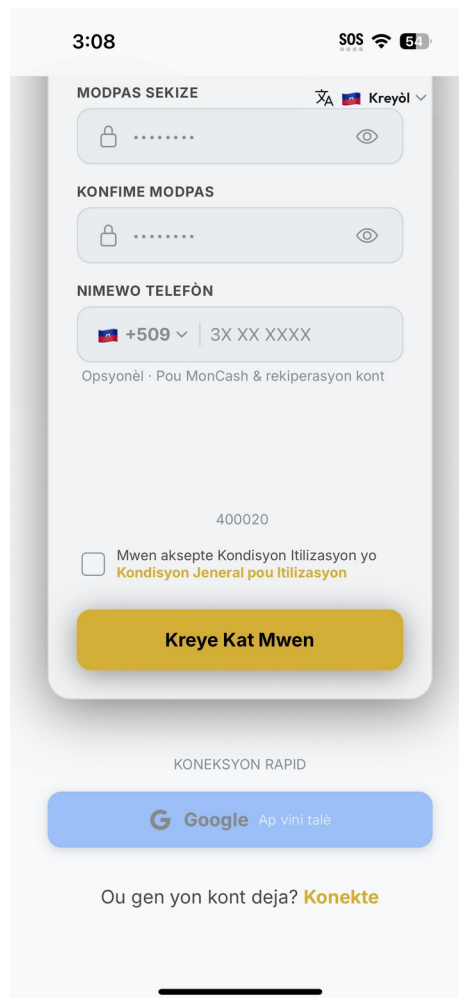 3:08
SOS
54
MODPAS SEKIZE
Kreyòl
KONFIME MODPAS
NIMEWO TELEFÒN
+509
3X XX XXXX
Opsyonèl · Pou MonCash & rekiperasyon kont
400020
Mwen aksepte Kondisyon Itilizasyon yo
Kondisyon Jeneral pou Itilizasyon
Kreye Kat Mwen
KONEKSYON RAPID
Google Ap vini talè
Ou gen yon kont deja? Konekte